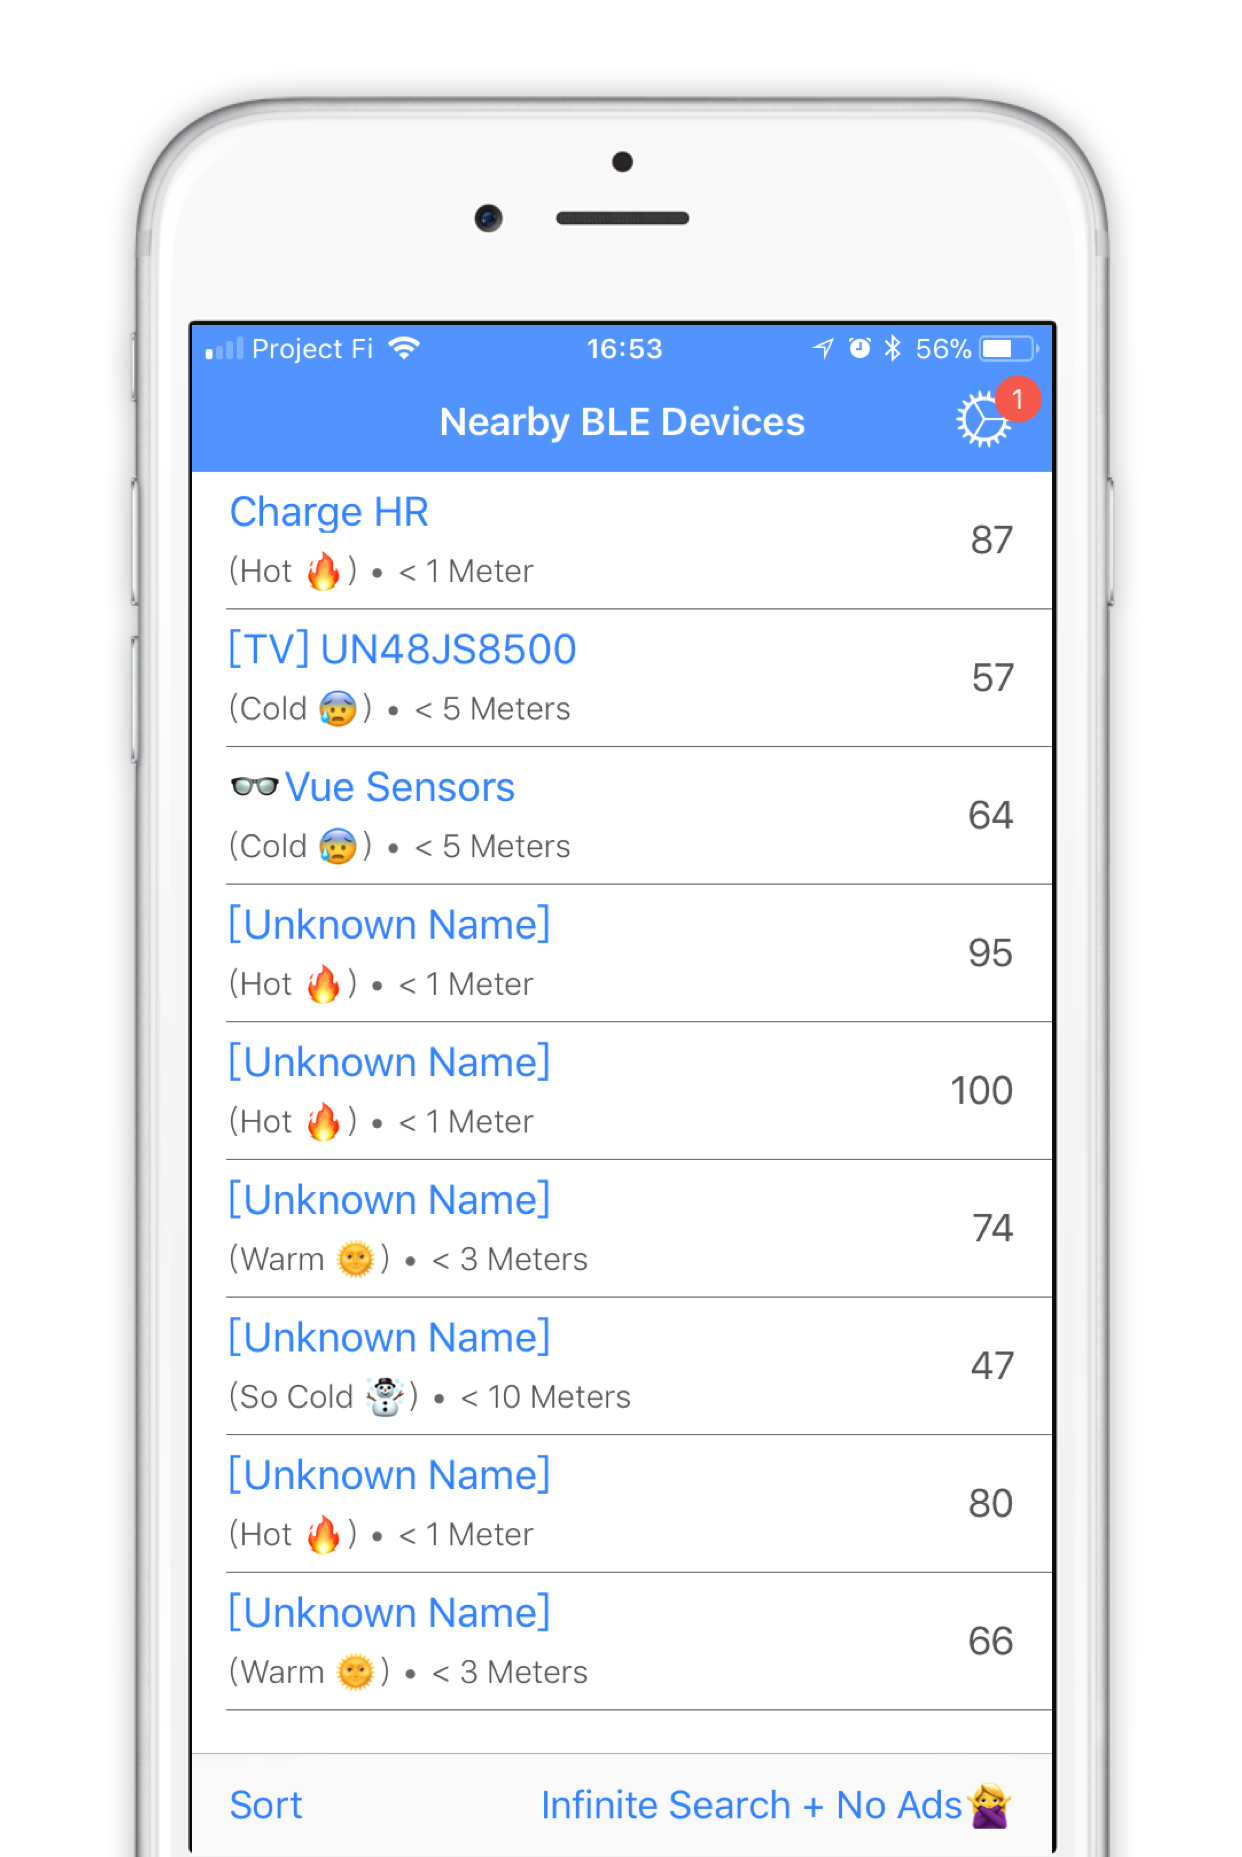 Project Fi 16:53 56%
Nearby BLE Devices 1
Charge HR
87
(Hot 🔥) • < 1 Meter
[TV] UN48JS8500
57
(Cold 😰) • < 5 Meters
🕶Vue Sensors
64
(Cold 😰) • < 5 Meters
[Unknown Name]
95
(Hot 🔥) • < 1 Meter
[Unknown Name]
100
(Hot 🔥) • < 1 Meter
[Unknown Name]
74
(Warm 🌞) • < 3 Meters
[Unknown Name]
47
(So Cold ☃️) • < 10 Meters
[Unknown Name]
80
(Hot 🔥) • < 1 Meter
[Unknown Name]
66
(Warm 🌞) • < 3 Meters
Sort Infinite Search + No Ads🙅